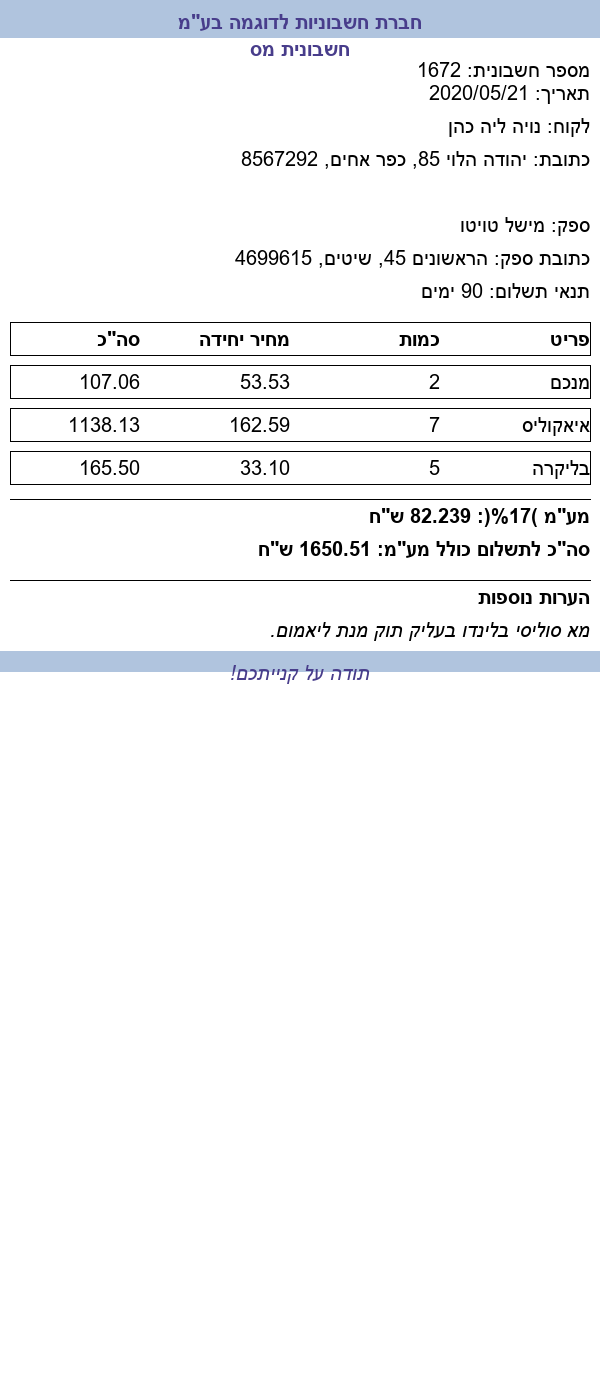 חברת חשבוניות לדוגמה בע"מ
חשבונית מס
מספר חשבונית: 1672
תאריך: 2020/05/21
לקוח: נויה ליה כהן
כתובת: יהודה הלוי 85, כפר אחים, 8567292
ספק: מישל טויטו
כתובת ספק: הראשונים 45, שיטים, 4699615
תנאי תשלום: 90 ימים
פריט כמות מחיר יחידה סה"כ
מנכם 2 53.53 107.06
איאקוליס 7 162.59 1138.13
בליקרה 5 33.10 165.50
מע"מ )17%(: 82.239 ש"ח
סה"כ לתשלום כולל מע"מ: 1650.51 ש"ח
הערות נוספות
מא סוליסי בלינדו בעליק תוק מנת ליאמום.
תודה על קנייתכם!